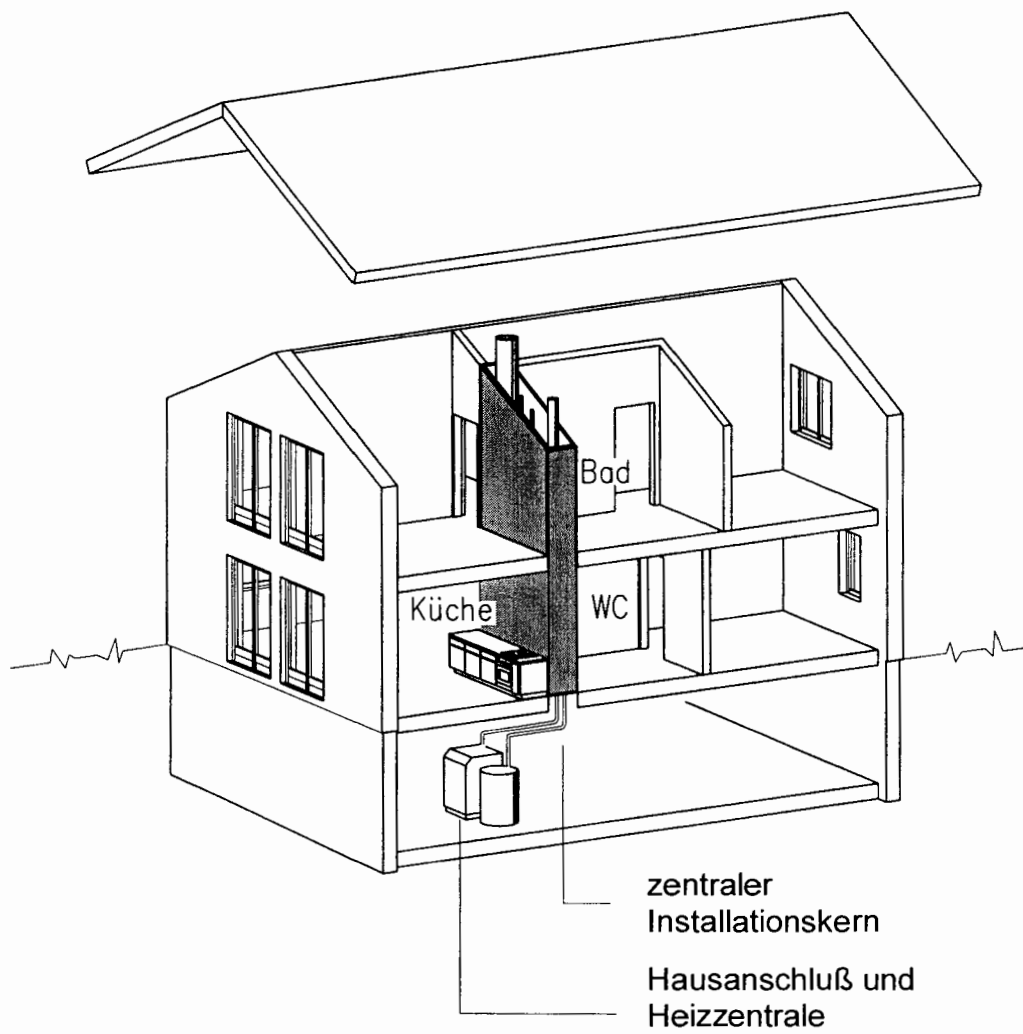 Bad
Küche
WC
zentraler
Installationskern
Hausanschluß und
Heizzentrale